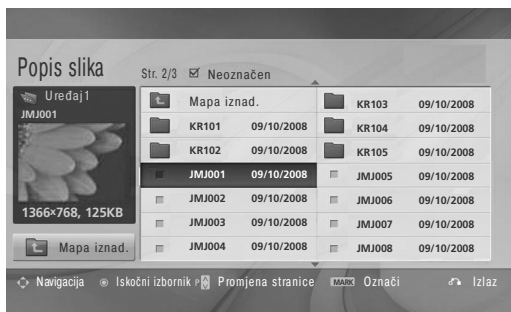 Popis slika
Str. 2/3 Neoznačen
Uređaj1
JMJ001
1366×768, 125KB
Mapa iznad.
Mapa iznad.
KR101 09/10/2008
KR102 09/10/2008
JMJ001 09/10/2008
JMJ002 09/10/2008
JMJ003 09/10/2008
JMJ004 09/10/2008
KR103 09/10/2008
KR104 09/10/2008
KR105 09/10/2008
JMJ005 09/10/2008
JMJ006 09/10/2008
JMJ007 09/10/2008
JMJ008 09/10/2008
Navigacija Iskočni izbornik P Promjena stranice MARK Označi Izlaz